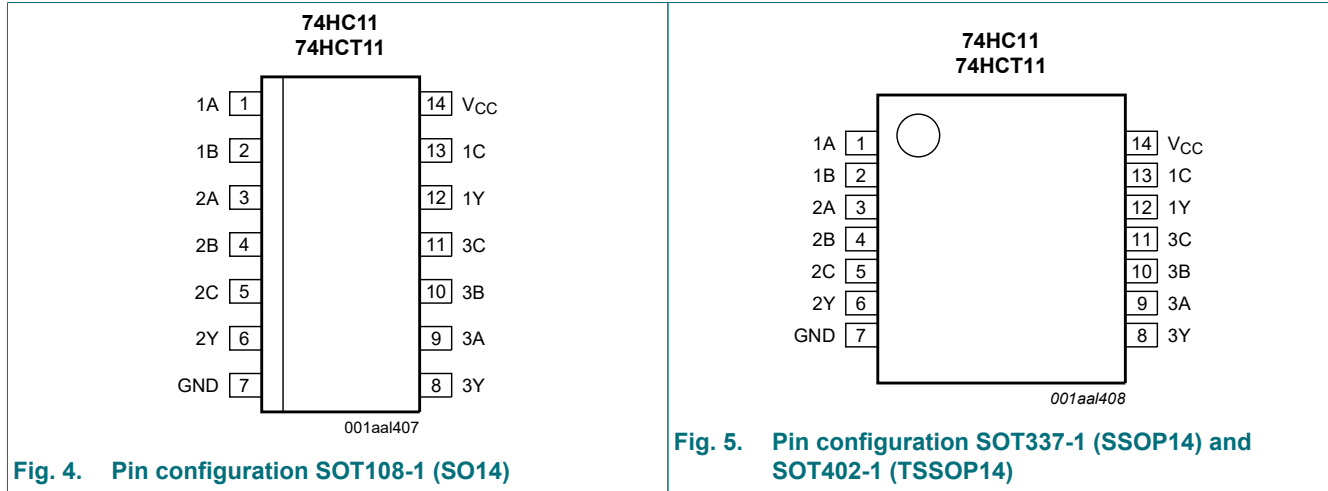 74HC11
74HCT11
1A 1 14 VCC
1B 2 13 1C
2A 3 12 1Y
2B 4 11 3C
2C 5 10 3B
2Y 6 9 3A
GND 7 8 3Y
001aal407
Fig. 4. Pin configuration SOT108-1 (SO14)
74HC11
74HCT11
1A 1 14 VCC
1B 2 13 1C
2A 3 12 1Y
2B 4 11 3C
2C 5 10 3B
2Y 6 9 3A
GND 7 8 3Y
001aal408
Fig. 5. Pin configuration SOT337-1 (SSOP14) and
SOT402-1 (TSSOP14)